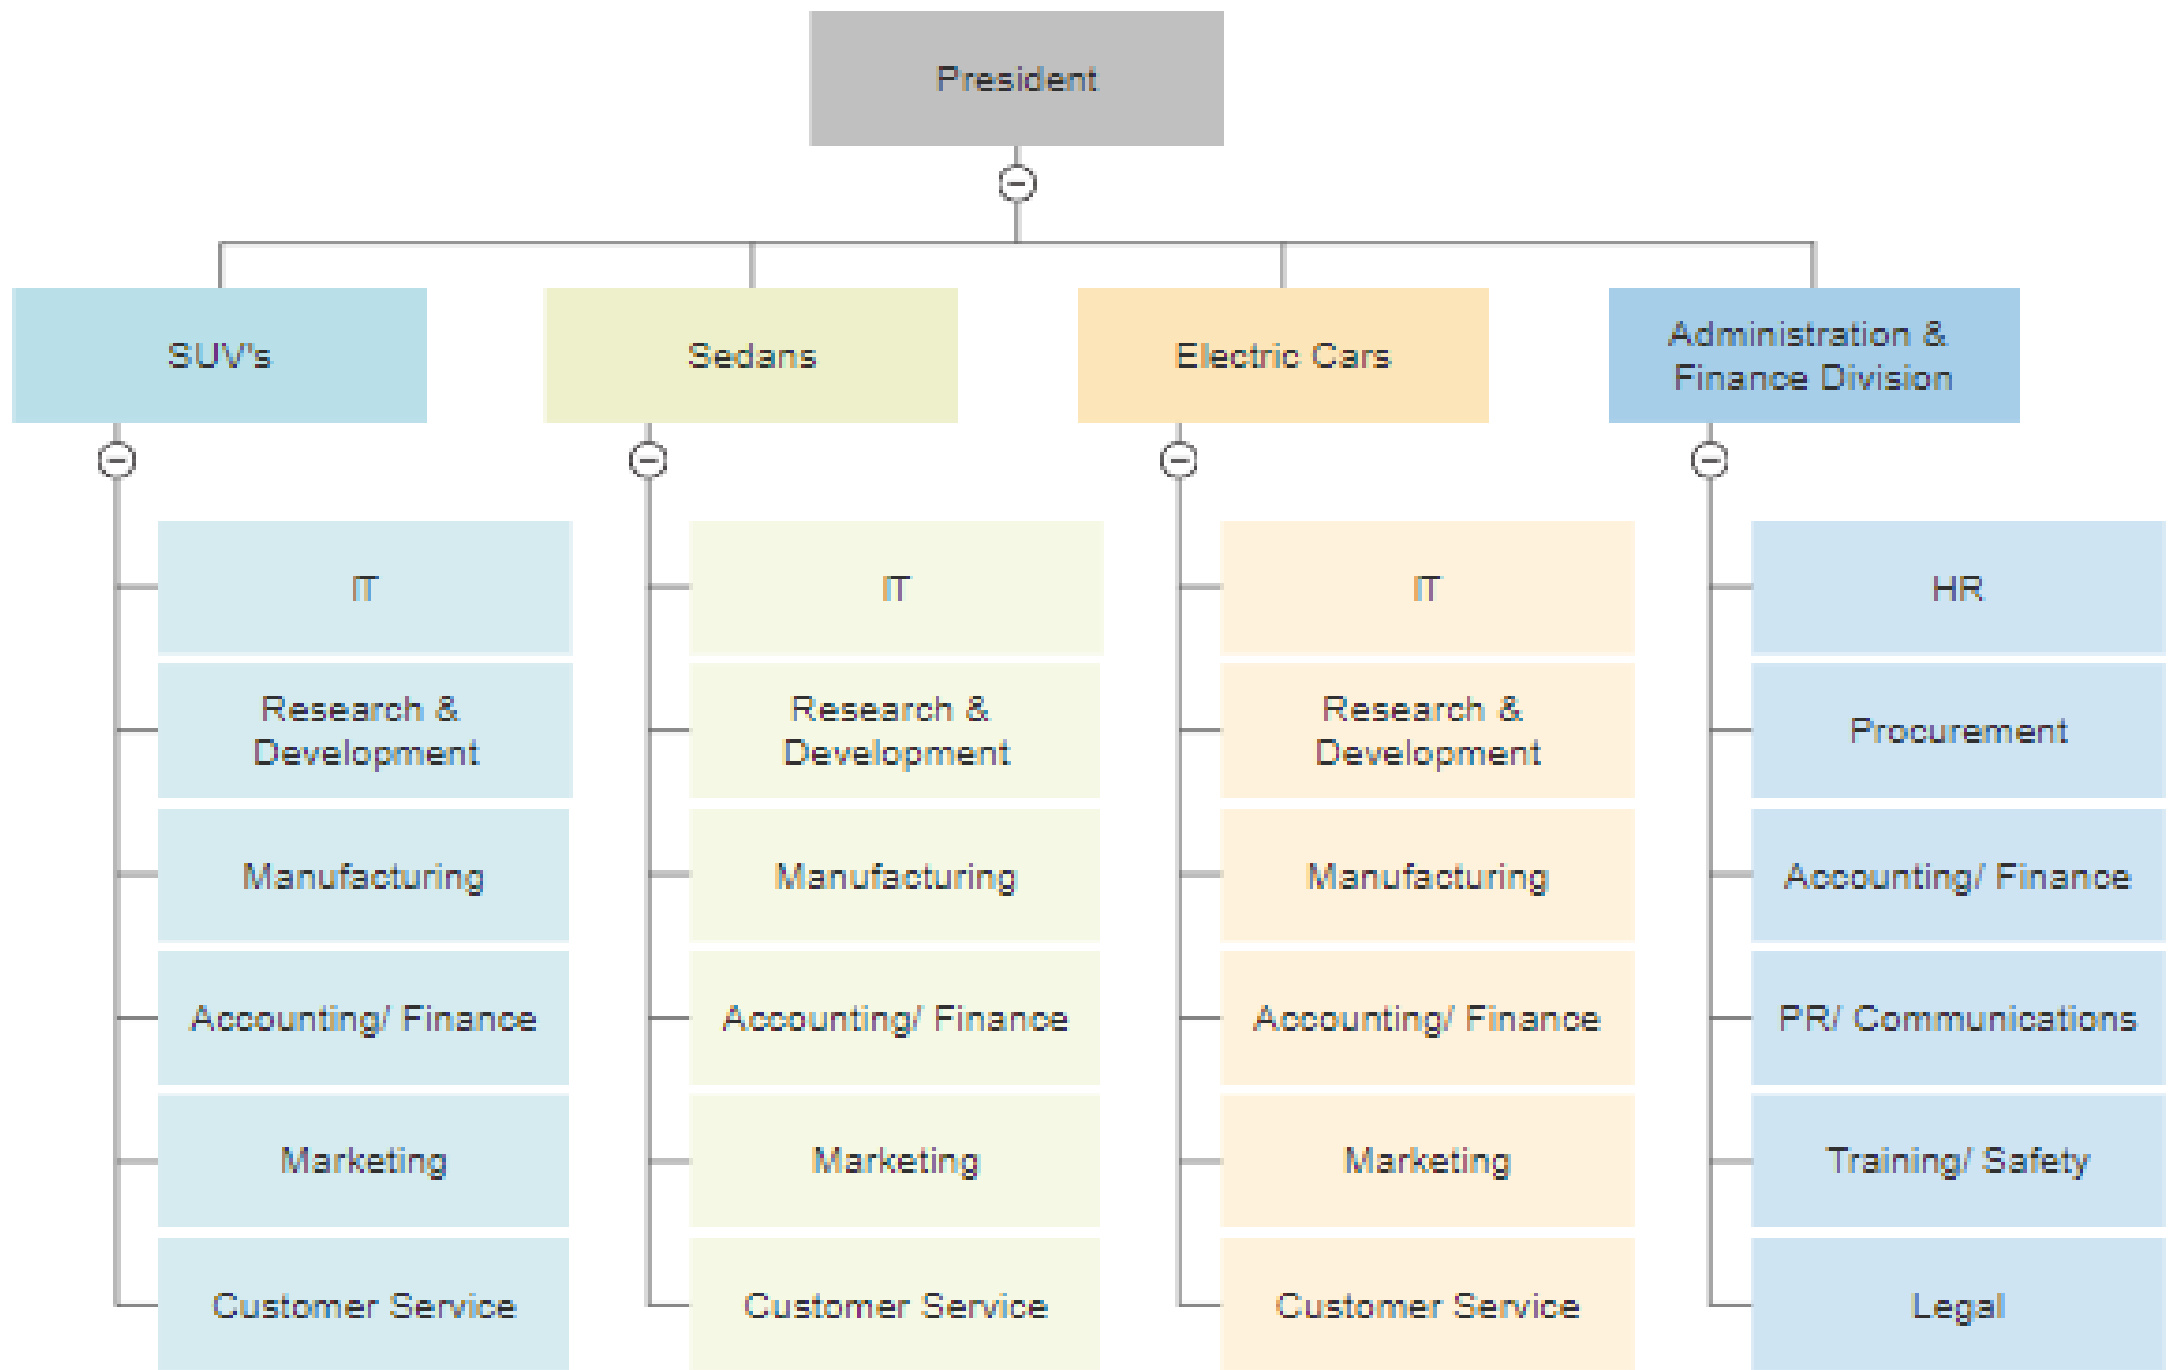 President
SUV's
Sedans
Electric Cars
Administration &
Finance Division
IT
IT
IT
HR
Research &
Development
Research &
Development
Research &
Development
Procurement
Manufacturing
Manufacturing
Manufacturing
Accounting/ Finance
Accounting/ Finance
Accounting/ Finance
Accounting/ Finance
PR/ Communications
Marketing
Marketing
Marketing
Training/ Safety
Customer Service
Customer Service
Customer Service
Legal